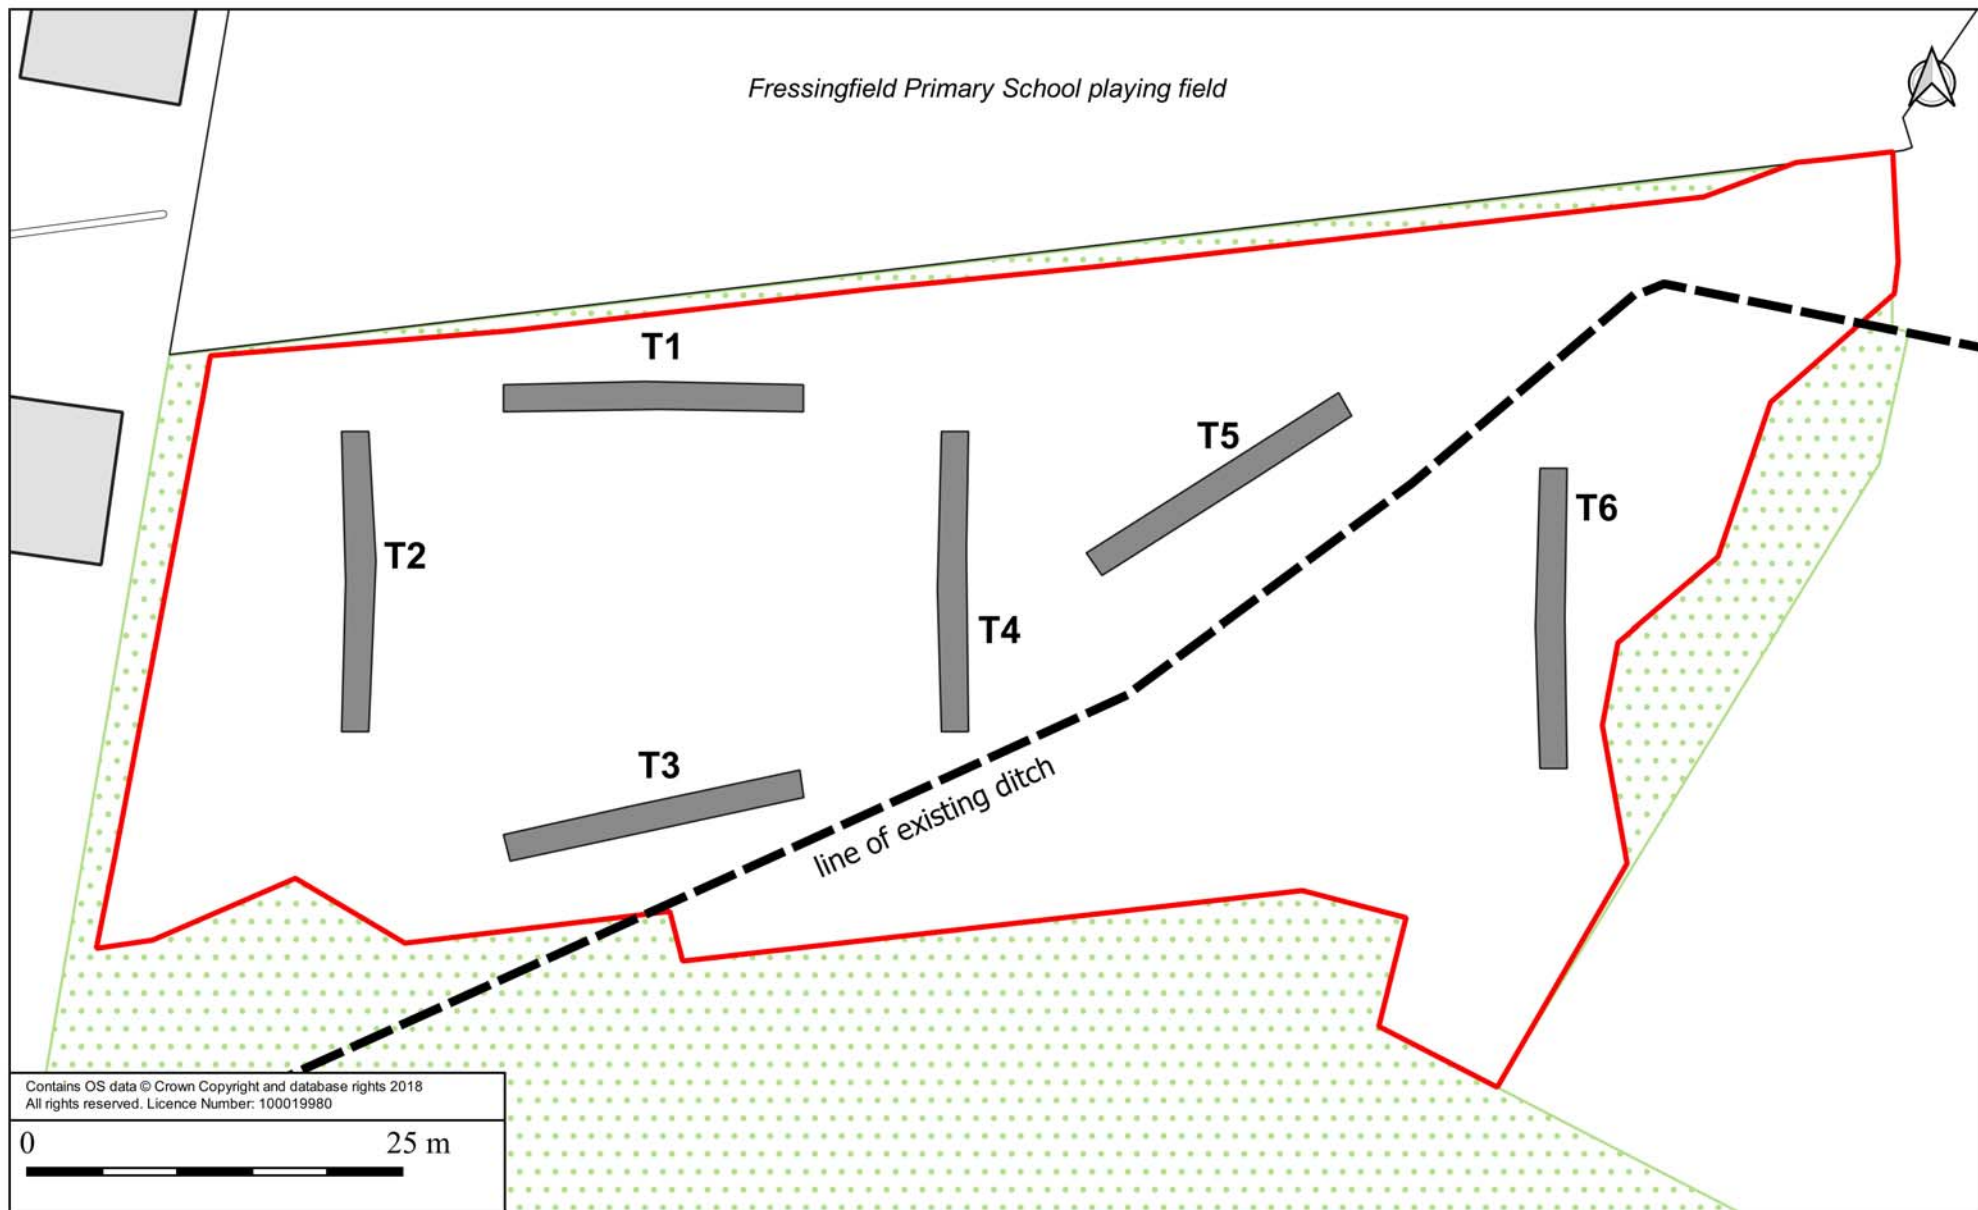 Fressingfield Primary School playing field
T1
T5
T6
T2
T4
T3
line of existing ditch
Contains OS data © Crown Copyright and database rights 2018
All rights reserved. Licence Number: 100019980
0 25 m